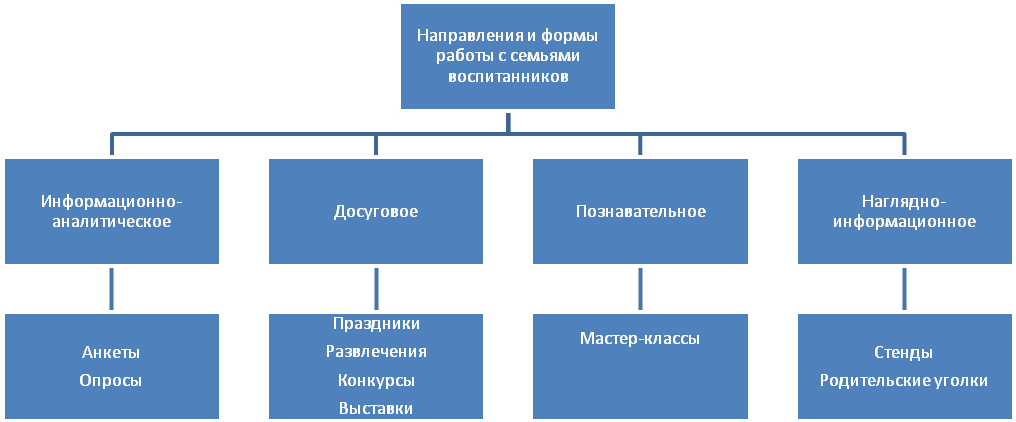 Направления и формы
работы с семьями
воспитанников
Информационно-
аналитическое
Досуговое
Познавательное
Наглядно-
информационное
Анкеты
Опросы
Праздники
Развлечения
Конкурсы
Выставки
Мастер-классы
Стенды
Родительские уголки